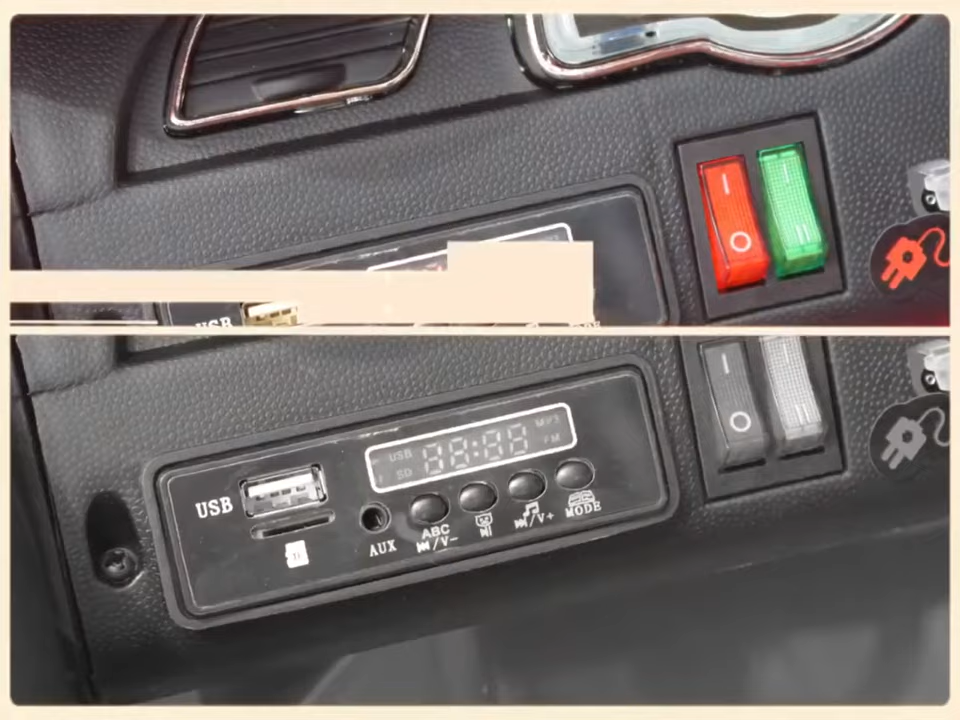 USB
USB
SD
88:88
MP3
FM
AUX
ABC
⏮/V-
⏯
⏭/V+
MODE